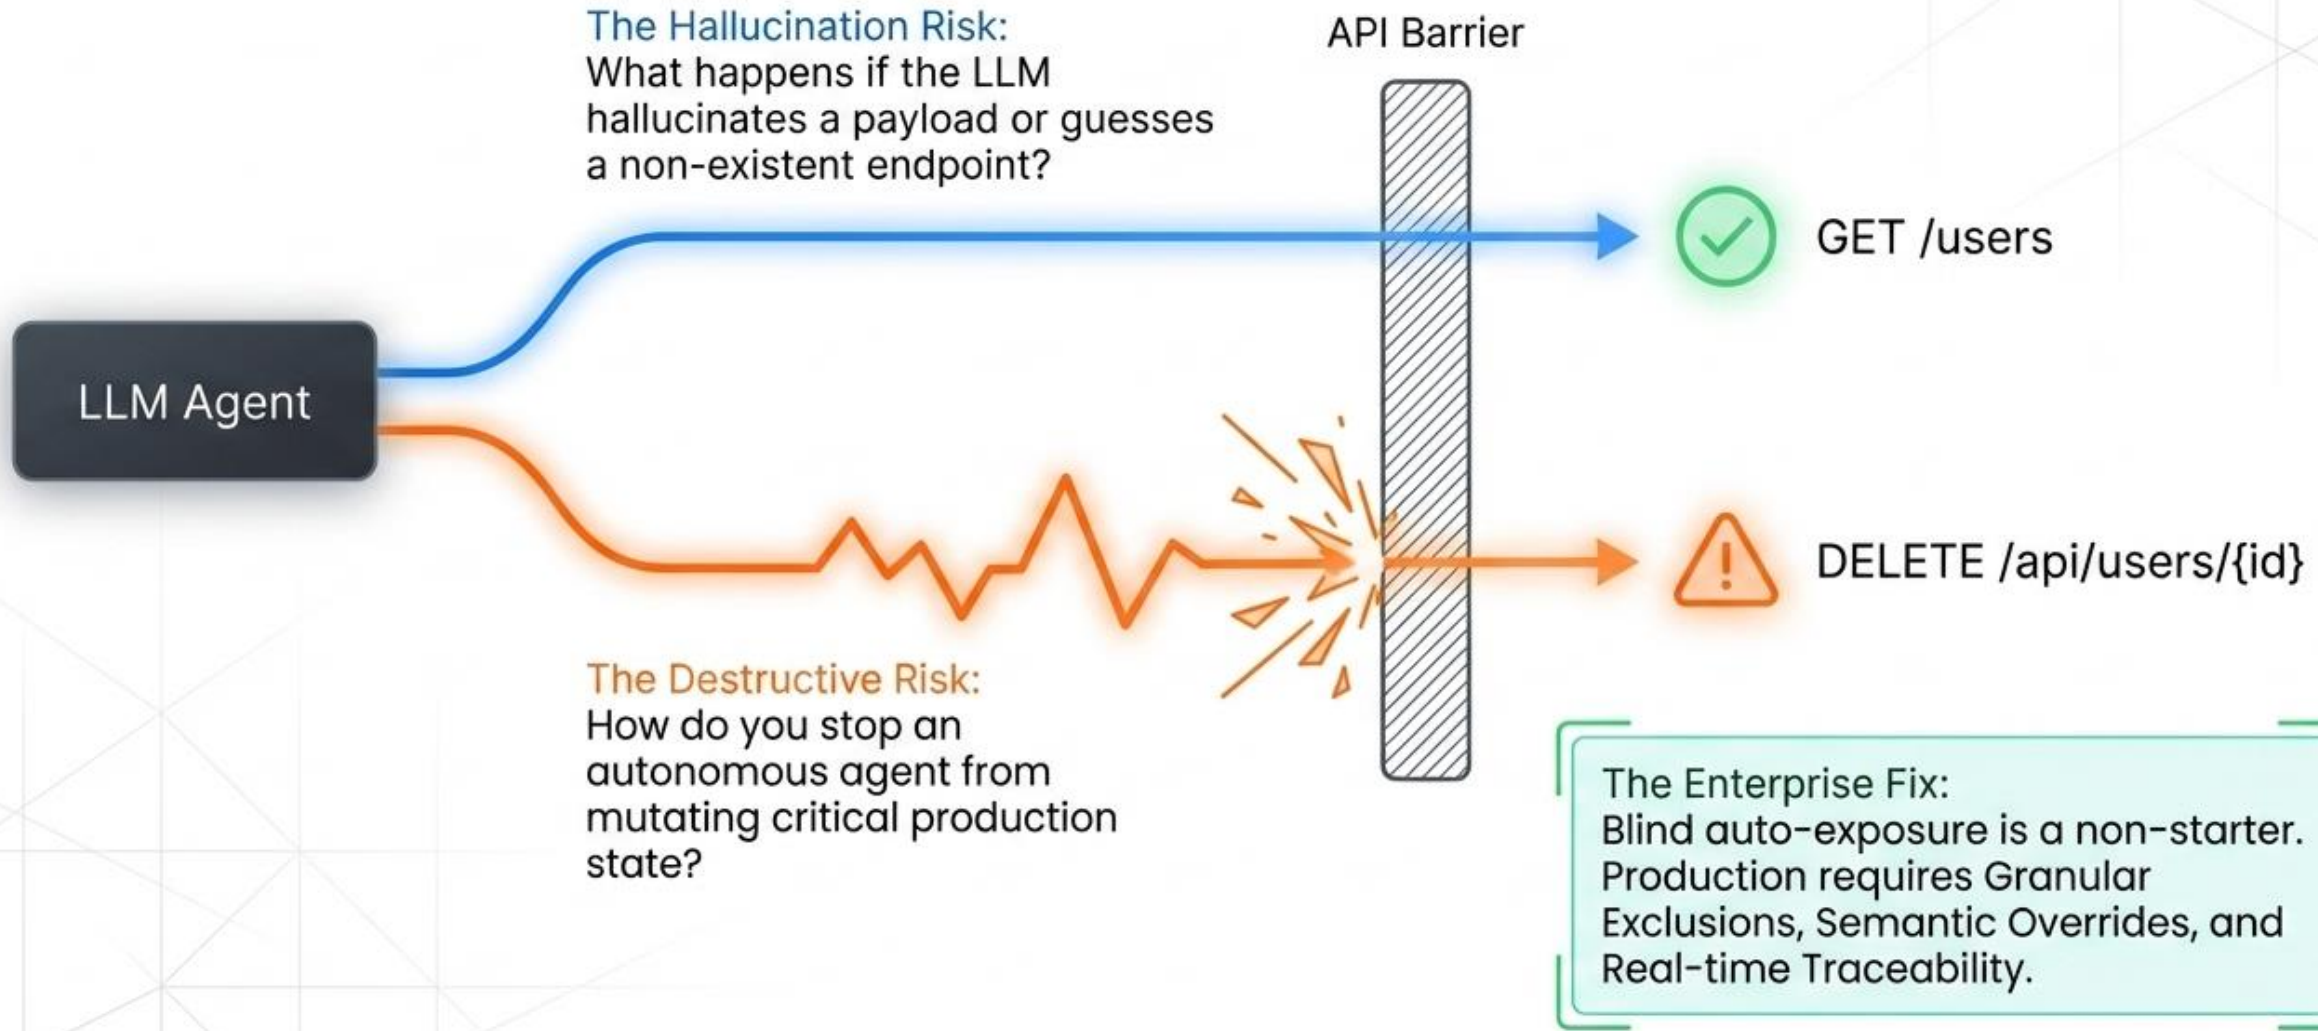 The Hallucination Risk:
What happens if the LLM
hallucinates a payload or guesses
a non-existent endpoint?
API Barrier
GET /users
LLM Agent
DELETE /api/users/{id}
The Destructive Risk:
How do you stop an
autonomous agent from
mutating critical production
state?
The Enterprise Fix:
Blind auto-exposure is a non-starter.
Production requires Granular
Exclusions, Semantic Overrides, and
Real-time Traceability.